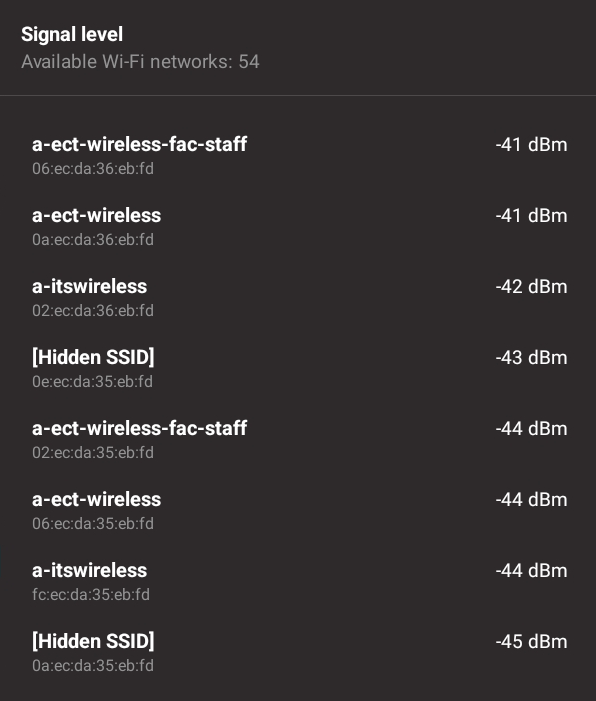 Signal level
Available Wi-Fi networks: 54
a-ect-wireless-fac-staff -41 dBm
06:ec:da:36:eb:fd
a-ect-wireless -41 dBm
0a:ec:da:36:eb:fd
a-itswireless -42 dBm
02:ec:da:36:eb:fd
[Hidden SSID] -43 dBm
0e:ec:da:35:eb:fd
a-ect-wireless-fac-staff -44 dBm
02:ec:da:35:eb:fd
a-ect-wireless -44 dBm
06:ec:da:35:eb:fd
a-itswireless -44 dBm
fc:ec:da:35:eb:fd
[Hidden SSID] -45 dBm
0a:ec:da:35:eb:fd